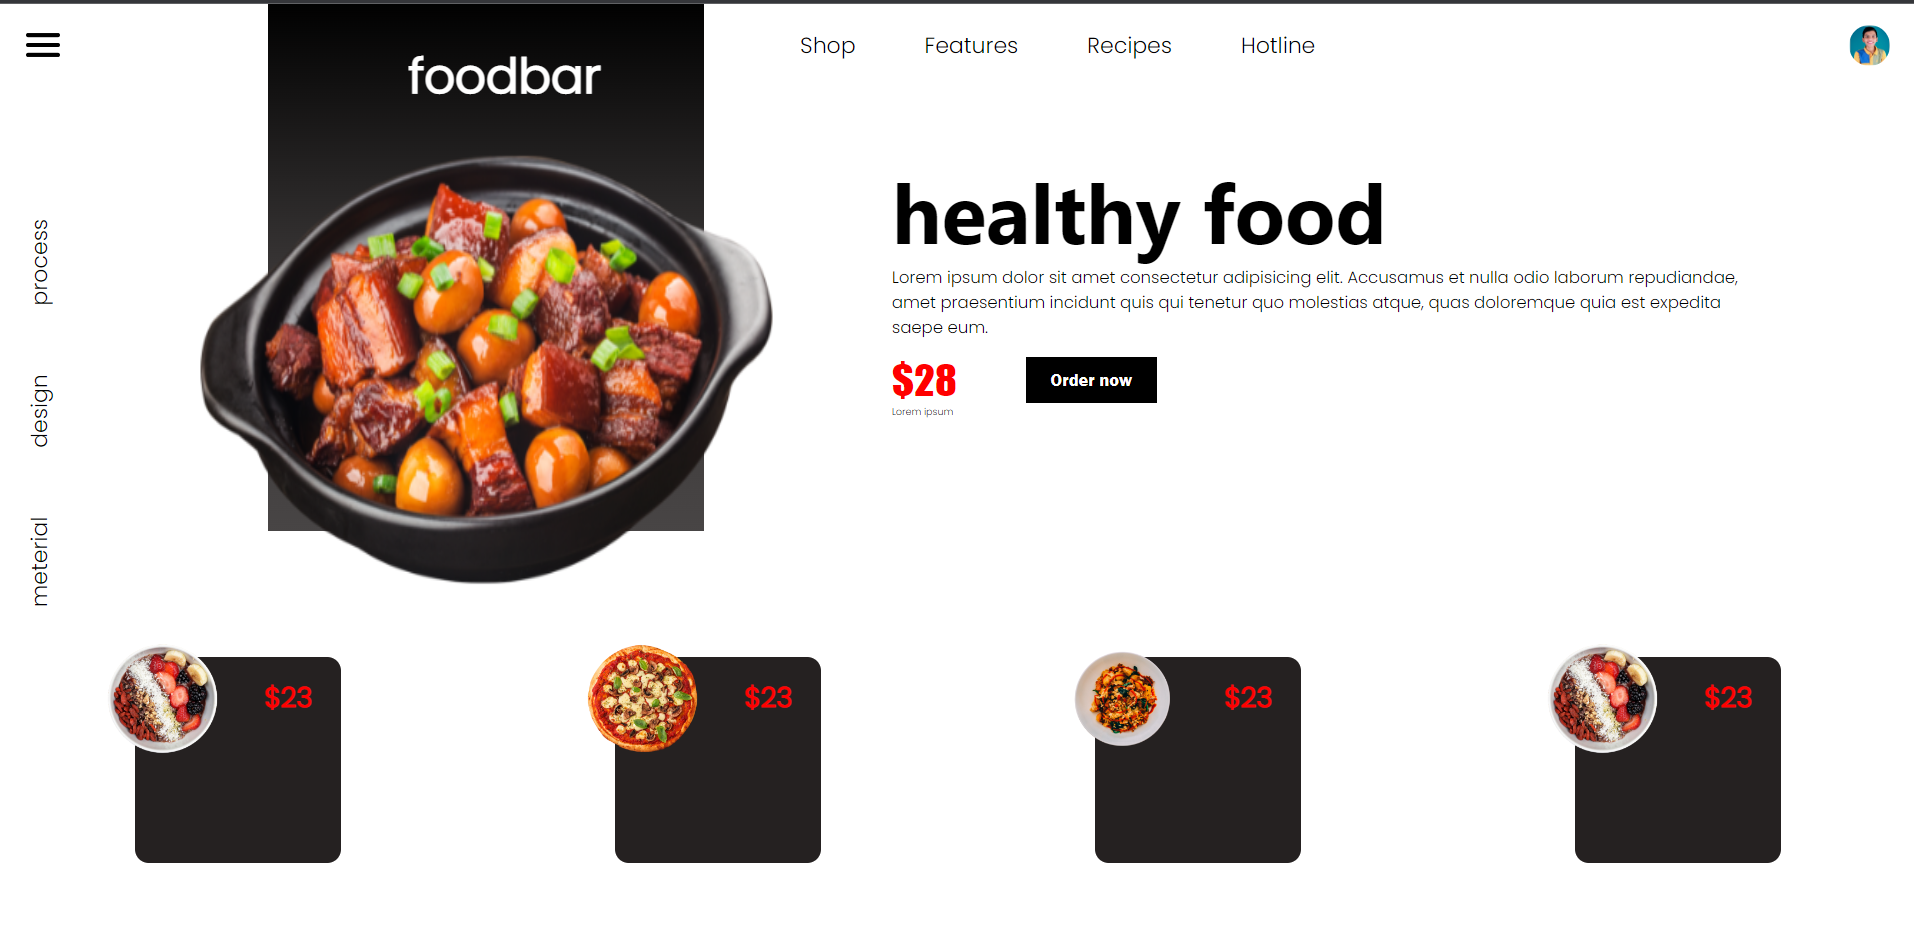 foodbar
Shop Features Recipes Hotline
process
design
meterial
healthy food
Lorem ipsum dolor sit amet consectetur adipisicing elit. Accusamus et nulla odio laborum repudiandae,
amet praesentium incidunt quis qui tenetur quo molestias atque, quas doloremque quia est expedita
saepe eum.
$28
Lorem ipsum
Order now
$23
$23
$23
$23